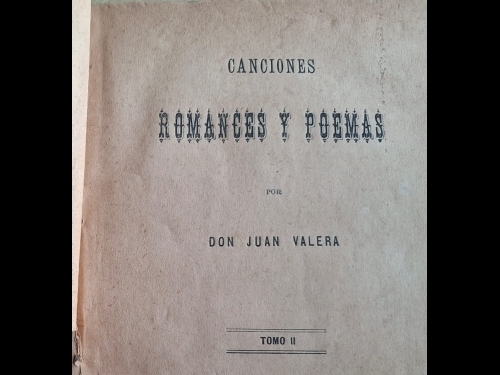 CANCIONES
ROMANCES Y POEMAS
POR
DON JUAN VALERA
TOMO II